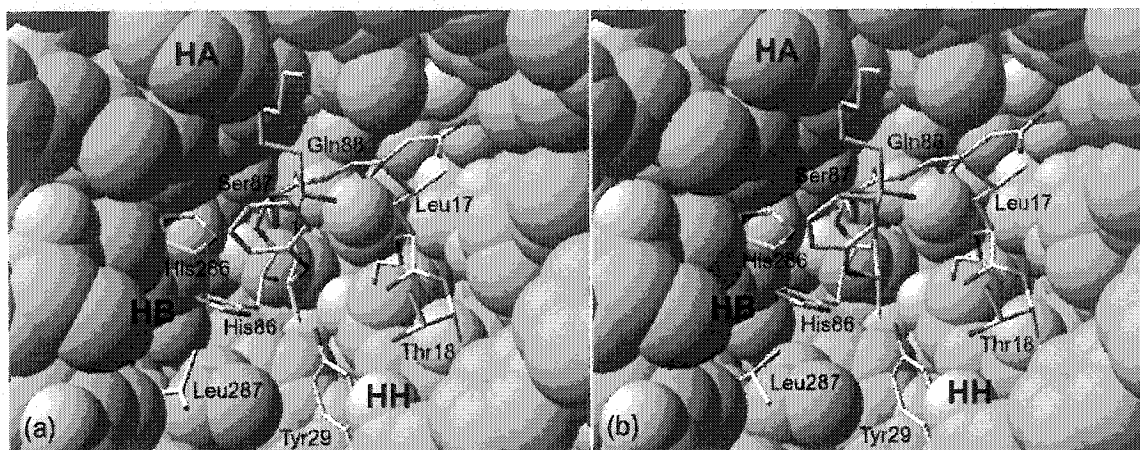 HA
Gln88
Ser87
Leu17
His286
HB
His86
Thr18
Leu287
HH
(a)
Tyr29
HA
Gln88
Ser87
Leu17
His286
HB
His86
Thr18
Leu287
HH
(b)
Tyr29